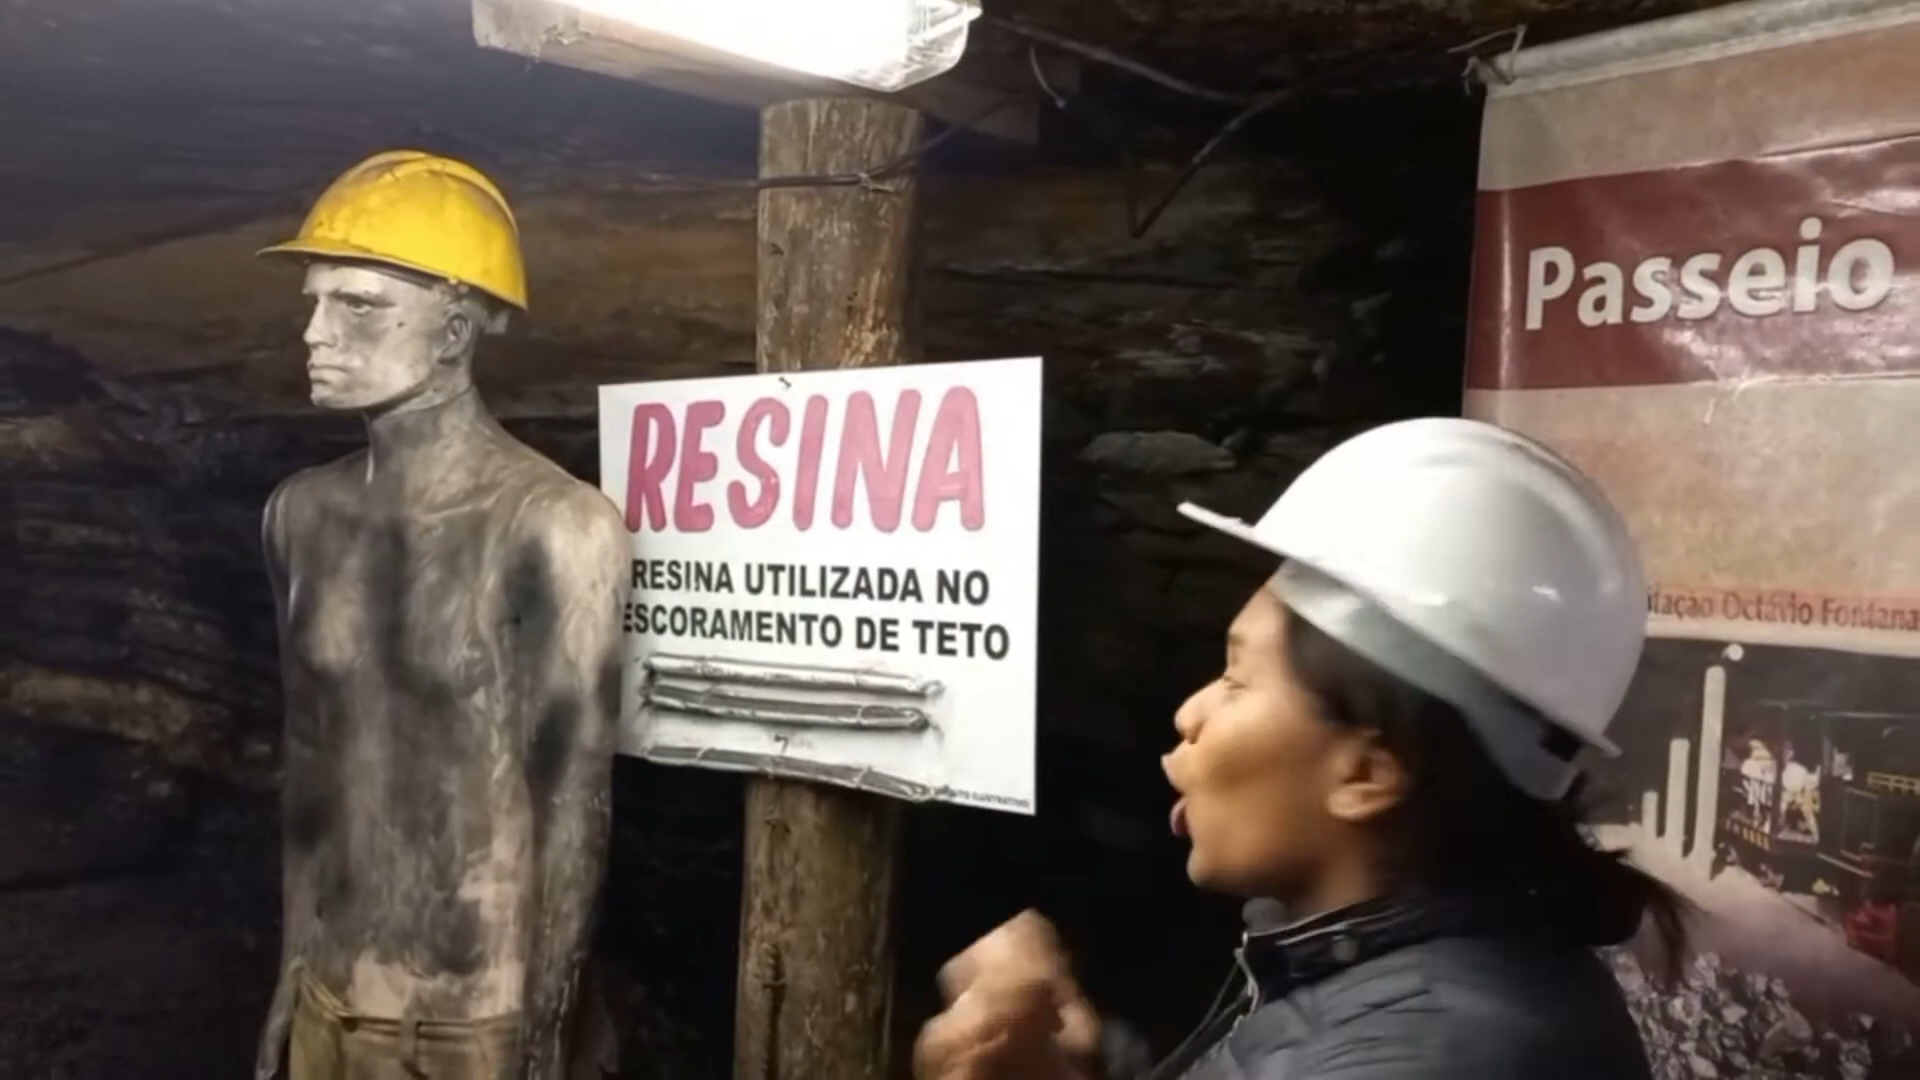 RESINA
RESINA UTILIZADA NO
ESCORAMENTO DE TETO
Passeio
Octávio Fontana